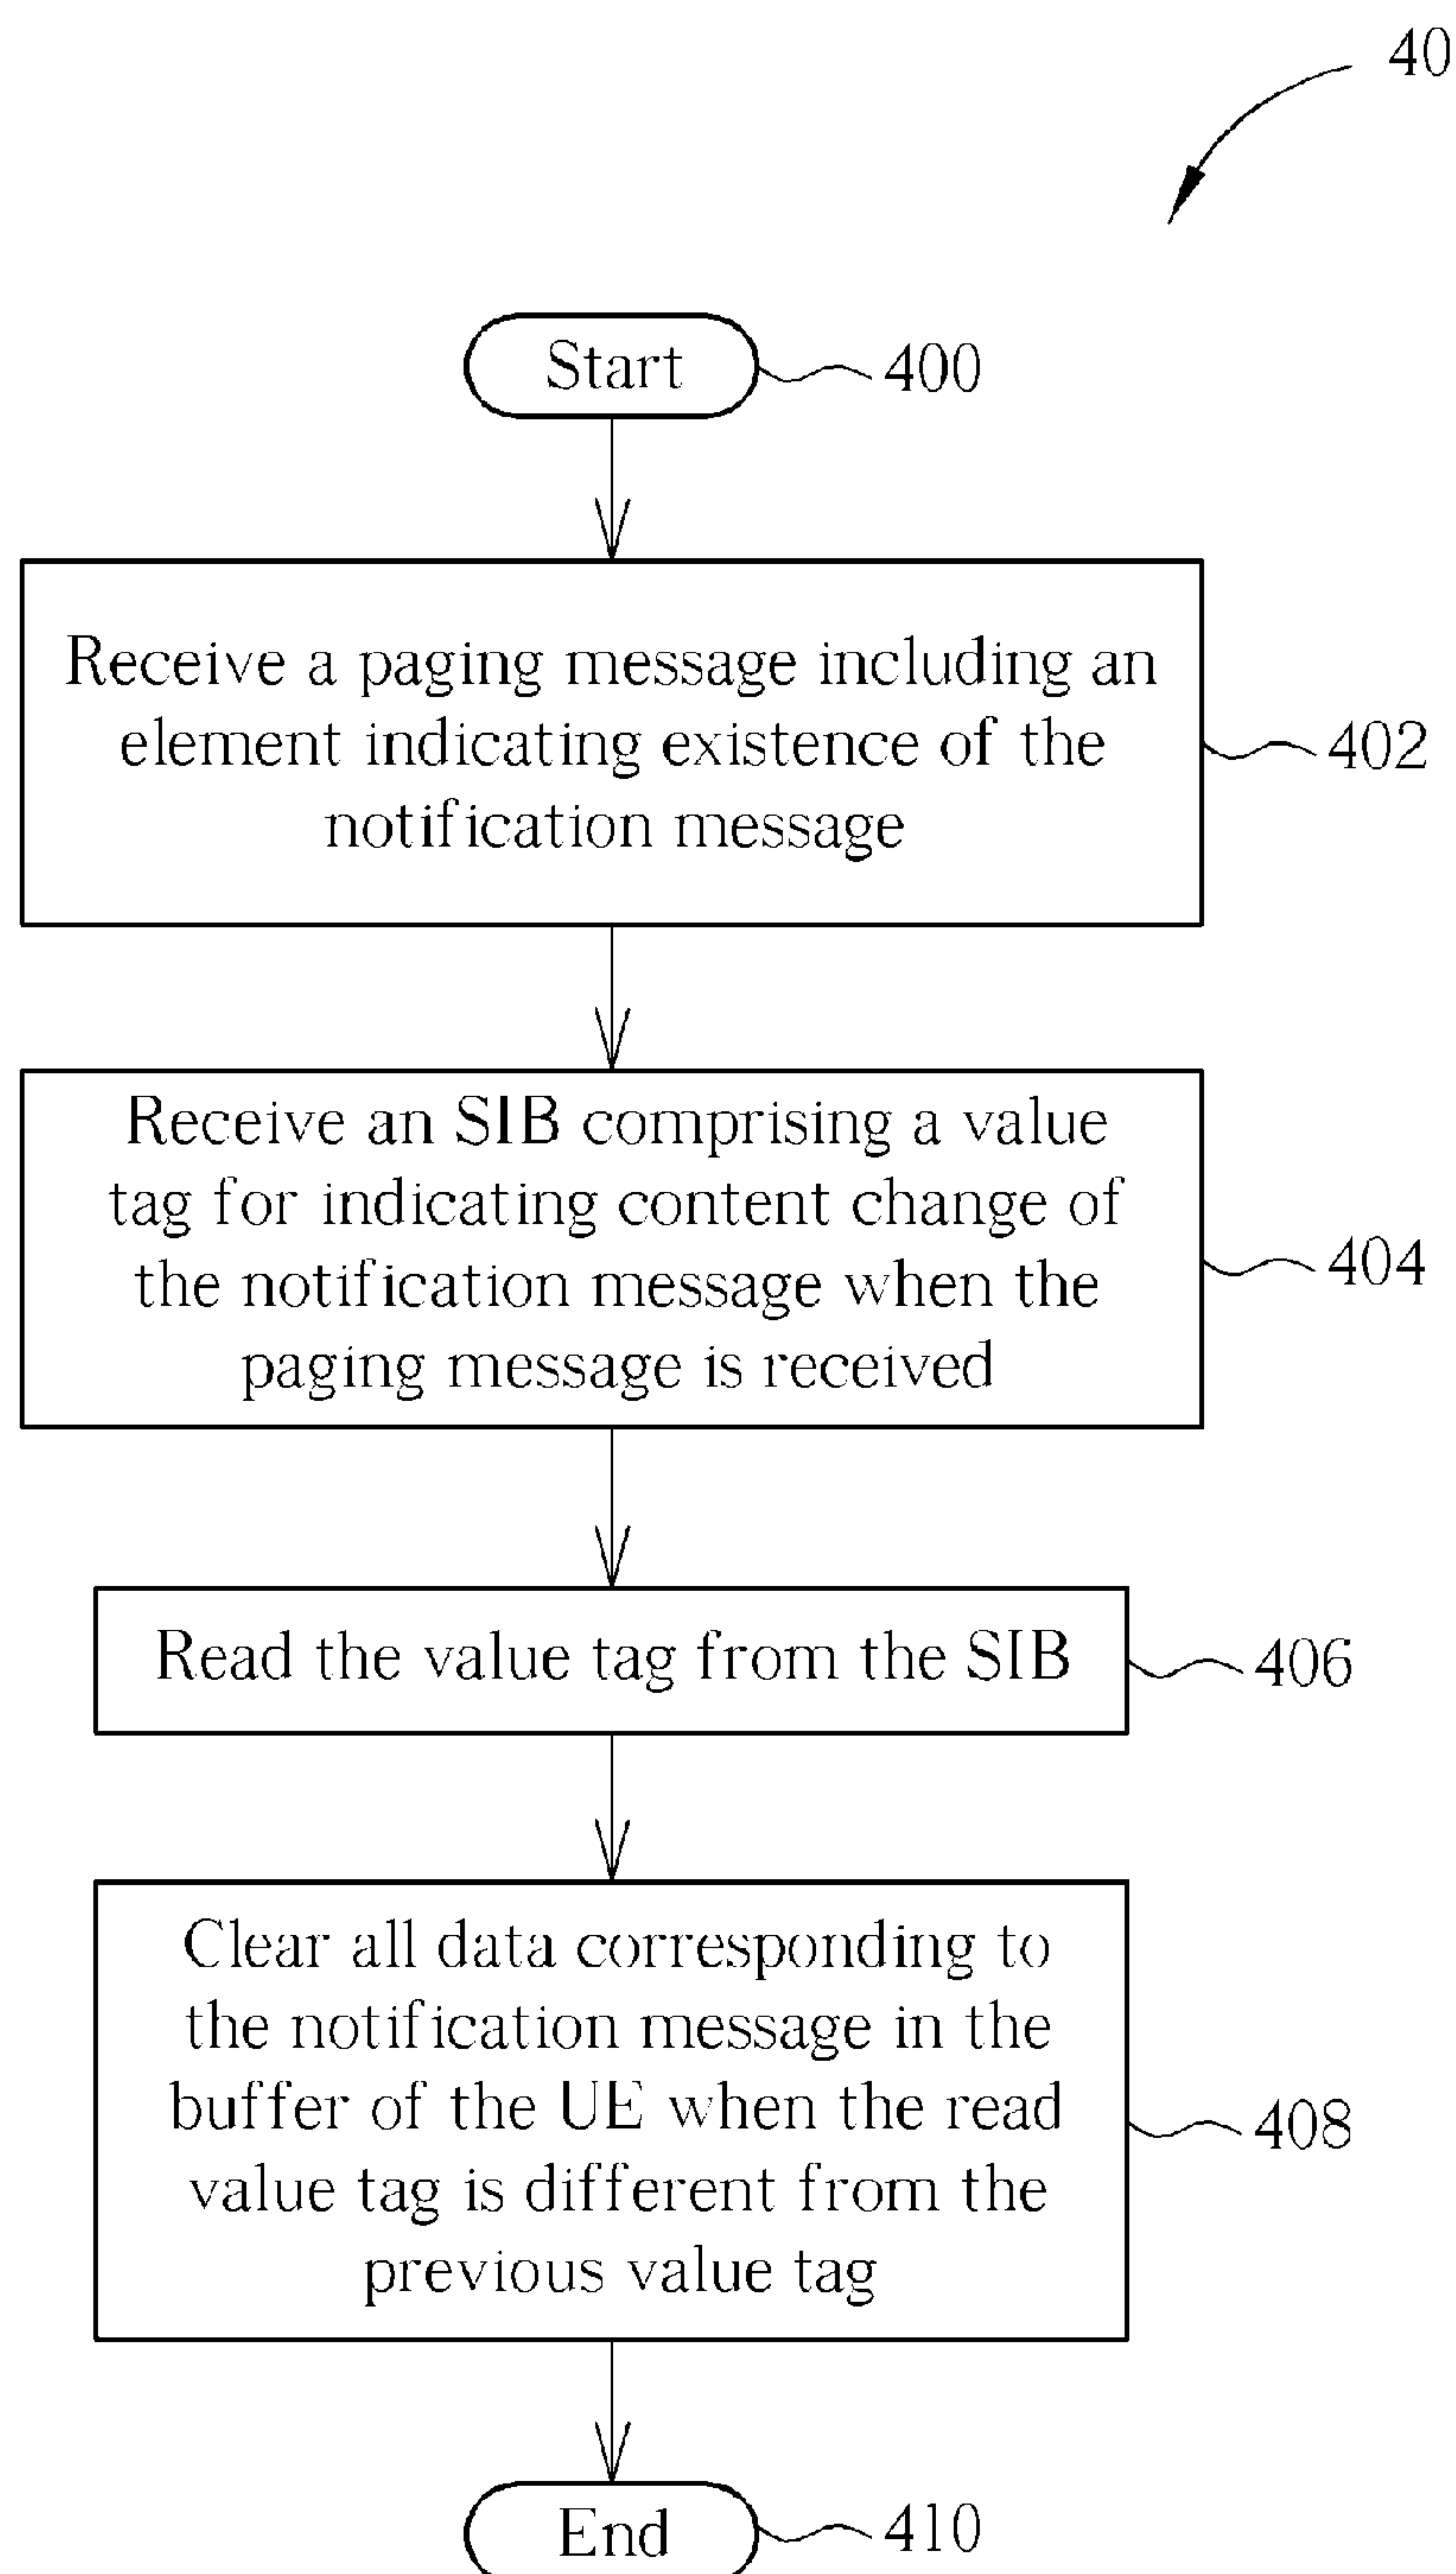 40
Start
400
Receive a paging message including an
element indicating existence of the
notification message
402
Receive an SIB comprising a value
tag for indicating content change of
the notification message when the
paging message is received
404
Read the value tag from the SIB
406
Clear all data corresponding to
the notification message in the
buffer of the UE when the read
value tag is different from the
previous value tag
408
End
410